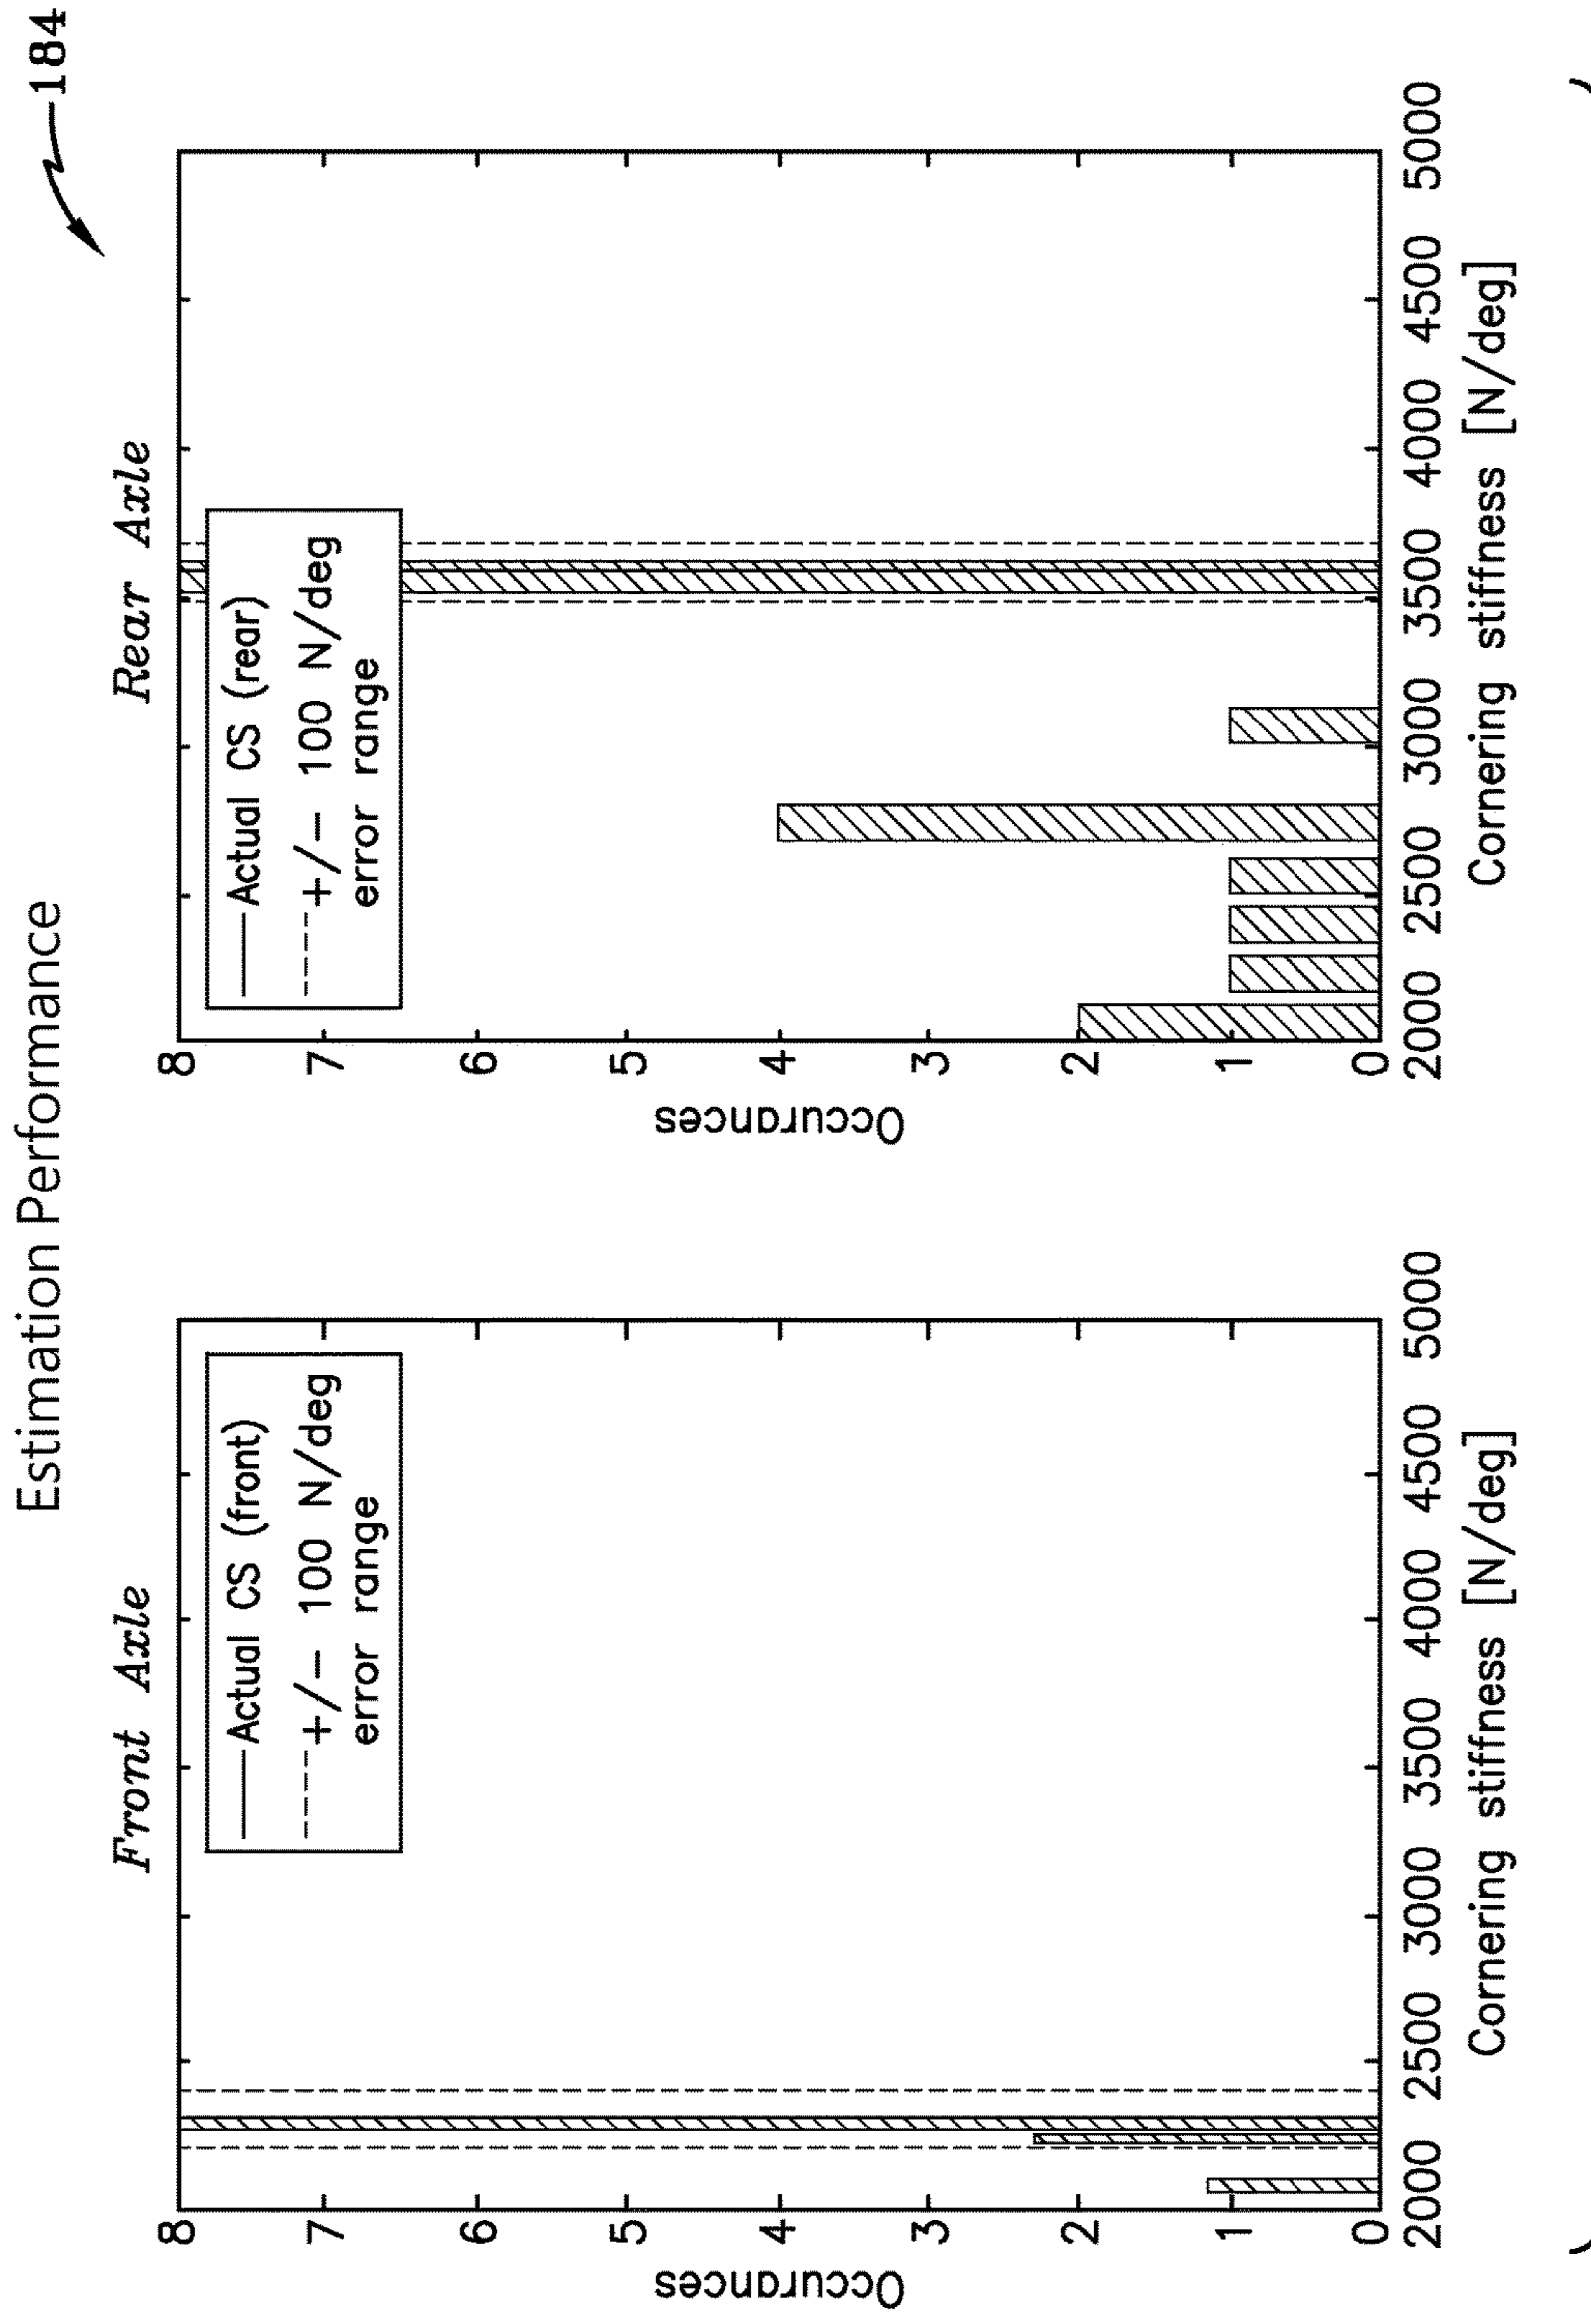 Estimation Performance
184
Front Axle
Occurances
8
7
6
5
4
3
2
1
0
Actual CS (front)
+/- 100 N/deg
error range
2000 2500 3000 3500 4000 4500 5000
Cornering stiffness [N/deg]
Rear Axle
Occurances
8
7
6
5
4
3
2
1
0
Actual CS (rear)
+/- 100 N/deg
error range
2000 2500 3000 3500 4000 4500 5000
Cornering stiffness [N/deg]